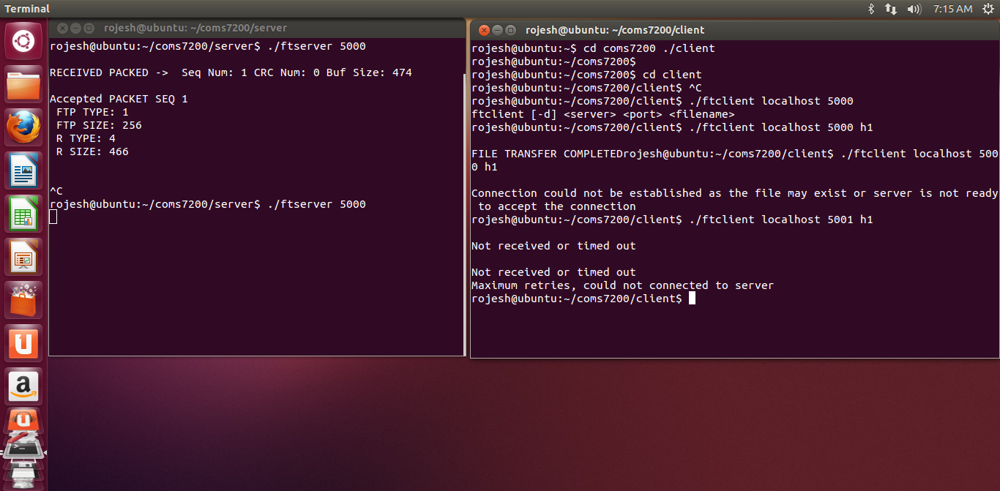 Terminal
7:15 AM
rojesh@ubuntu: ~/coms7200/server
rojesh@ubuntu:~/coms7200/server$ ./ftserver 5000
RECEIVED PACKED -> Seq Num: 1 CRC Num: 0 Buf Size: 474
Accepted PACKET SEQ 1
FTP TYPE: 1
FTP SIZE: 256
R TYPE: 4
R SIZE: 466
^C
rojesh@ubuntu:~/coms7200/server$ ./ftserver 5000
rojesh@ubuntu: ~/coms7200/client
rojesh@ubuntu:~$ cd coms7200 ./client
rojesh@ubuntu:~/coms7200$
rojesh@ubuntu:~/coms7200$ cd client
rojesh@ubuntu:~/coms7200/client$ ^C
rojesh@ubuntu:~/coms7200/client$ ./ftclient localhost 5000
ftclient [-d] <server> <port> <filename>
rojesh@ubuntu:~/coms7200/client$ ./ftclient localhost 5000 h1
FILE TRANSFER COMPLETEDrojesh@ubuntu:~/coms7200/client$ ./ftclient localhost 500
0 h1
Connection could not be established as the file may exist or server is not ready
to accept the connection
rojesh@ubuntu:~/coms7200/client$ ./ftclient localhost 5001 h1
Not received or timed out
Not received or timed out
Maximum retries, could not connected to server
rojesh@ubuntu:~/coms7200/client$